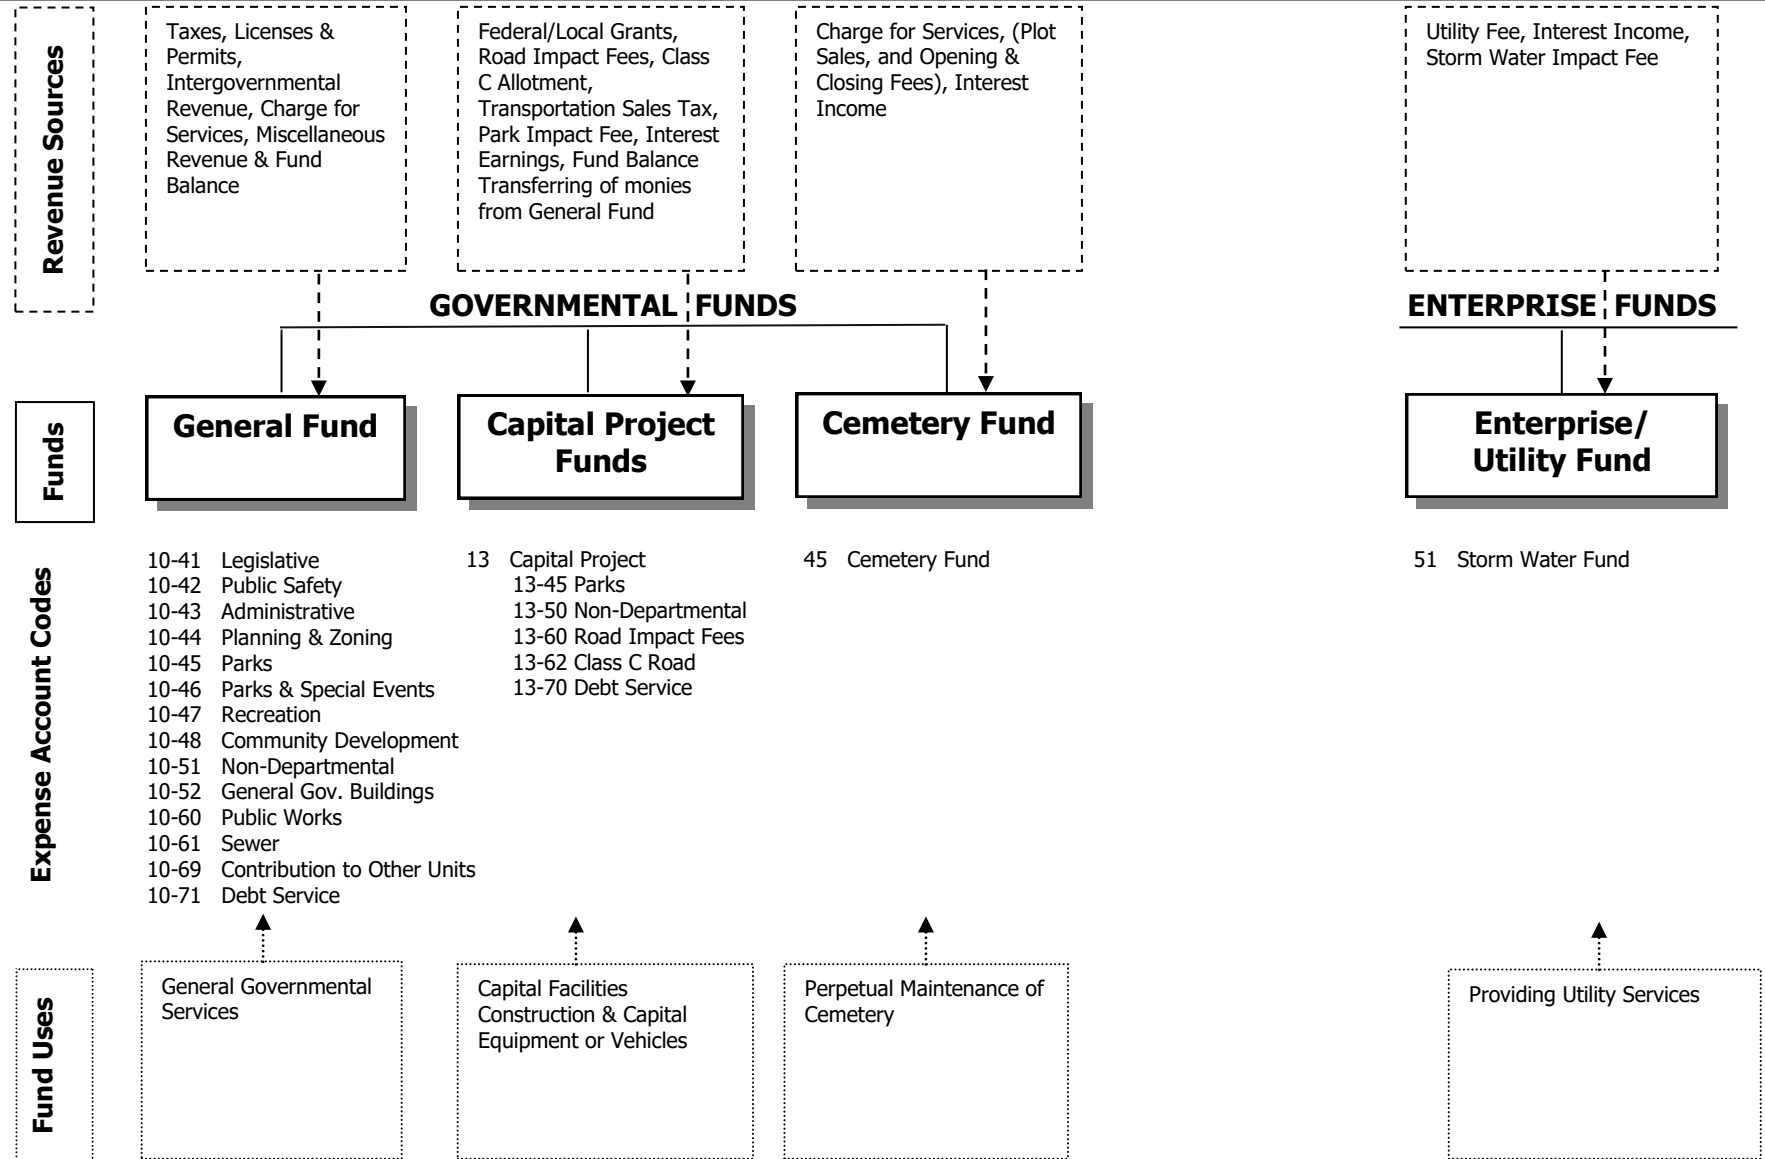 Revenue Sources
Taxes, Licenses &
Permits,
Intergovernmental
Revenue, Charge for
Services, Miscellaneous
Revenue & Fund
Balance
Federal/Local Grants,
Road Impact Fees, Class
C Allotment,
Transportation Sales Tax,
Park Impact Fee, Interest
Earnings, Fund Balance
Transferring of monies
from General Fund
Charge for Services, (Plot
Sales, and Opening &
Closing Fees), Interest
Income
Utility Fee, Interest Income,
Storm Water Impact Fee
GOVERNMENTAL FUNDS
ENTERPRISE FUNDS
Funds
General Fund
Capital Project
Funds
Cemetery Fund
Enterprise/
Utility Fund
Expense Account Codes
10-41 Legislative
10-42 Public Safety
10-43 Administrative
10-44 Planning & Zoning
10-45 Parks
10-46 Parks & Special Events
10-47 Recreation
10-48 Community Development
10-51 Non-Departmental
10-52 General Gov. Buildings
10-60 Public Works
10-61 Sewer
10-69 Contribution to Other Units
10-71 Debt Service
13 Capital Project
13-45 Parks
13-50 Non-Departmental
13-60 Road Impact Fees
13-62 Class C Road
13-70 Debt Service
45 Cemetery Fund
51 Storm Water Fund
Fund Uses
General Governmental
Services
Capital Facilities
Construction & Capital
Equipment or Vehicles
Perpetual Maintenance of
Cemetery
Providing Utility Services